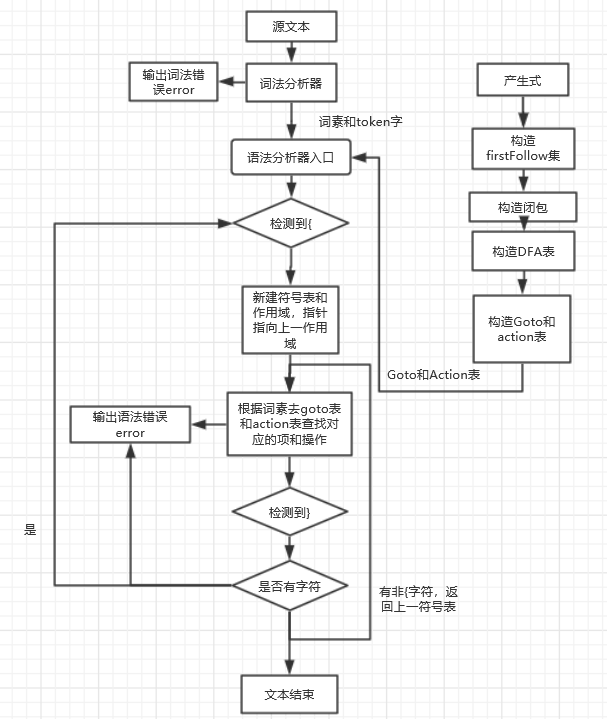 源文本
输出词法错
误error
词法分析器
词素和token字
语法分析器入口
检测到{
新建符号表和
作用域，指针
指向上一作用
域
根据词素去goto表
和action表查找对
应的项和操作
输出语法错误
error
检测到}
是
是否有字符
有非{字符，返
回上一符号表
文本结束
产生式
构造
firstFollow集
构造闭包
构造DFA表
构造Goto和
action表
Goto和Action表